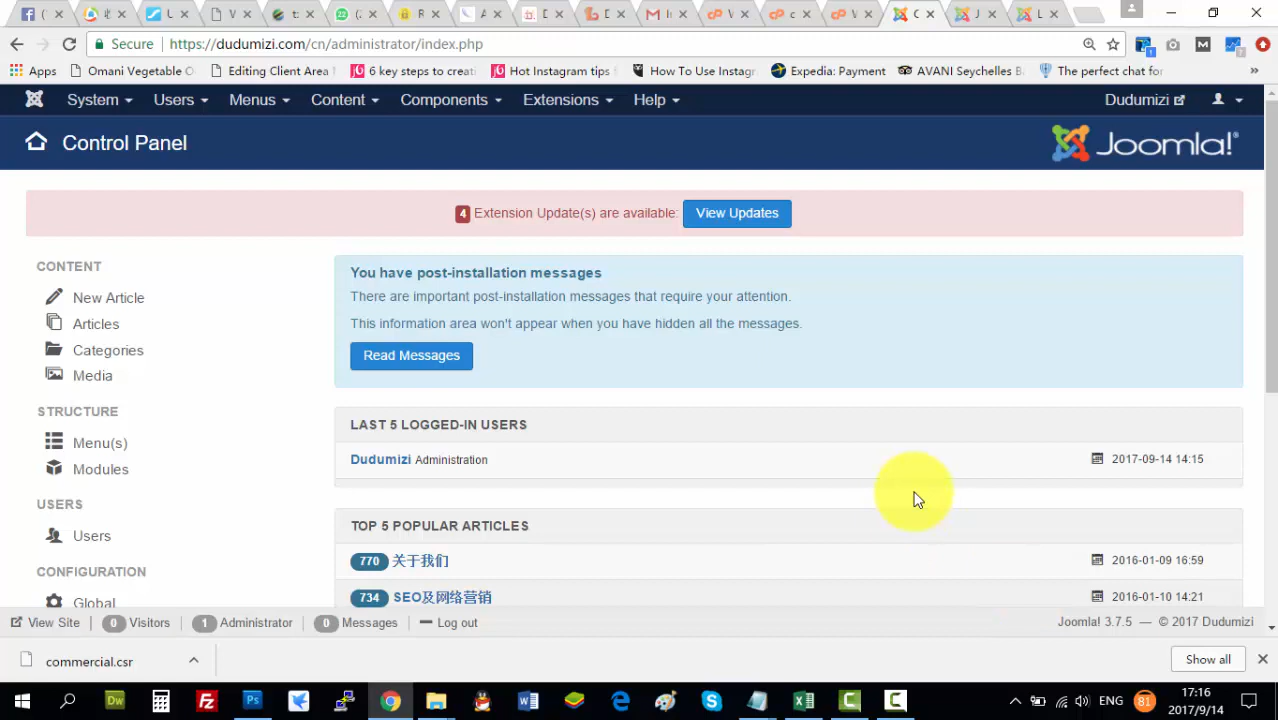 Secure
https://dudumizi.com/cn/administrator/index.php
Apps
Omani Vegetable
Editing Client Area
6 key steps to creati
Hot Instagram tips
How To Use Instagr
Expedia: Payment
AVANI Seychelles
The perfect chat for
System
Users
Menus
Content
Components
Extensions
Help
Dudumizi
Control Panel
Joomla!®
4 Extension Update(s) are available: View Updates
CONTENT
New Article
Articles
Categories
Media
STRUCTURE
Menu(s)
Modules
USERS
Users
CONFIGURATION
Global
You have post-installation messages
There are important post-installation messages that require your attention.
This information area won't appear when you have hidden all the messages.
Read Messages
LAST 5 LOGGED-IN USERS
Dudumizi Administration
2017-09-14 14:15
TOP 5 POPULAR ARTICLES
770 关于我们
2016-01-09 16:59
734 SEO及网络营销
2016-01-10 14:21
View Site
0 Visitors
1 Administrator
0 Messages
Log out
Joomla! 3.7.5 — © 2017 Dudumizi
commercial.csr
Show all
Dw
Fz
Ps
ENG
81
17:16
2017/9/14